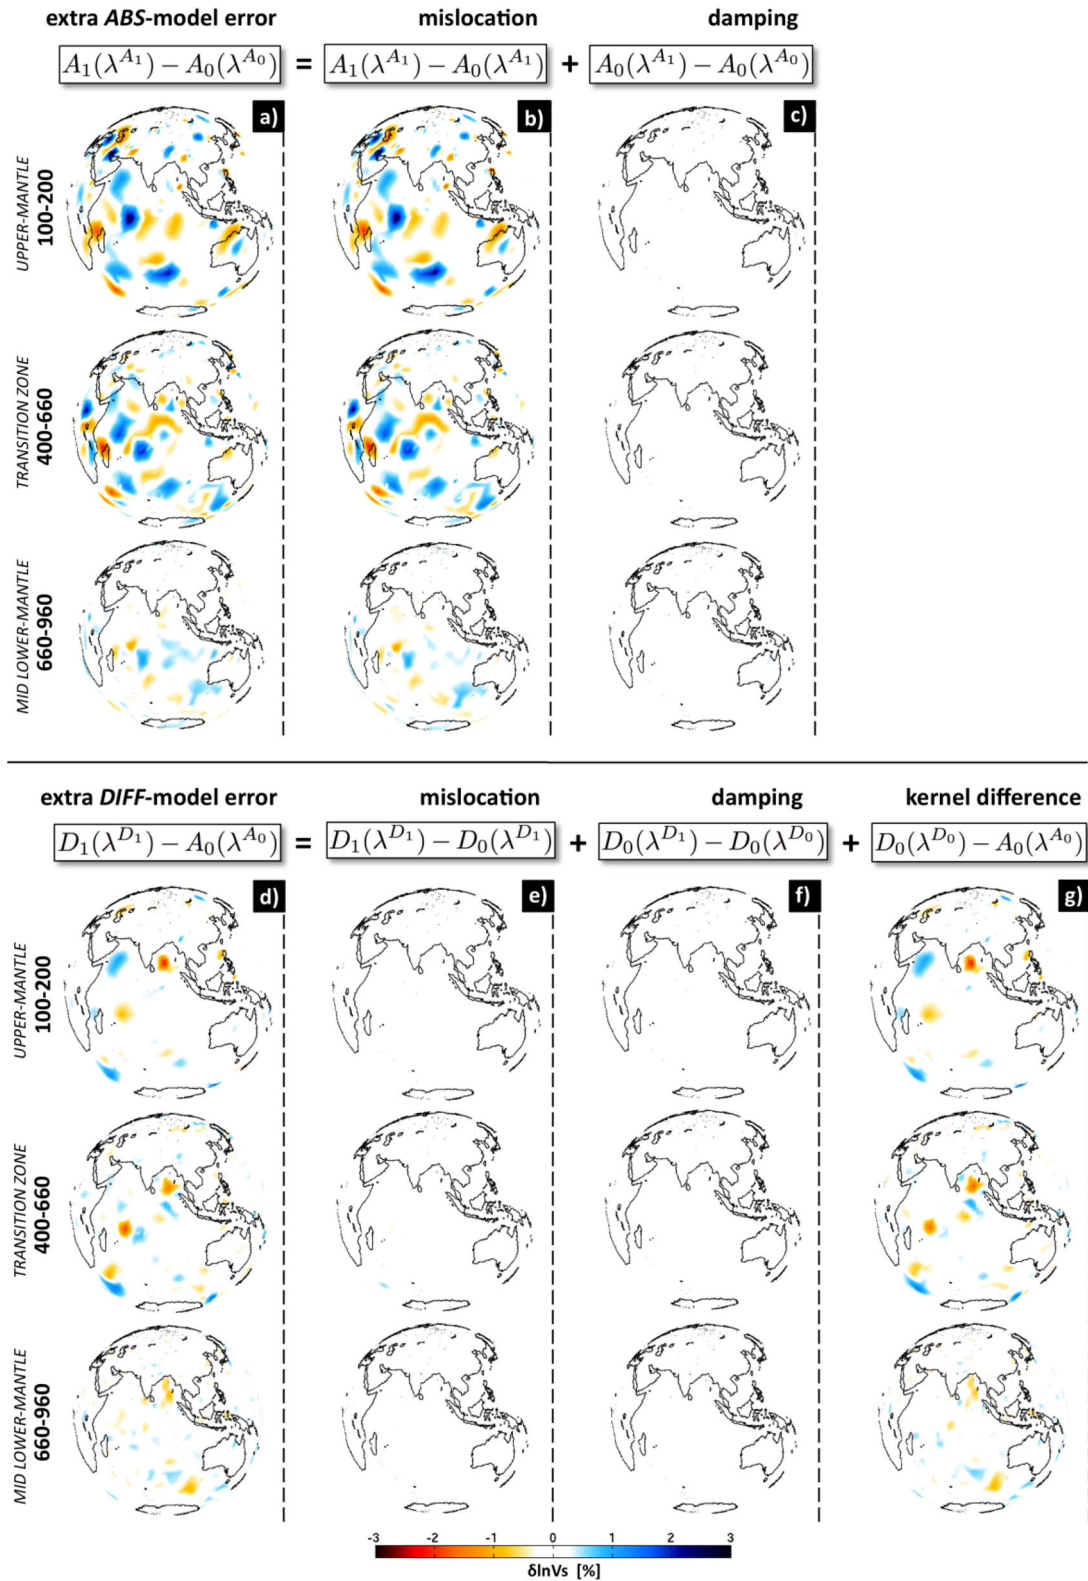 extra ABS-model error mislocation damping
A₁(λ^A₁) − A₀(λ^A₀) = A₁(λ^A₁) − A₀(λ^A₁) + A₀(λ^A₁) − A₀(λ^A₀)
a) b) c)
UPPER-MANTLE
100-200
TRANSITION ZONE
400-660
MID LOWER-MANTLE
660-960
extra DIFF-model error mislocation damping kernel difference
D₁(λ^D₁) − A₀(λ^A₀) = D₁(λ^D₁) − D₀(λ^D₁) + D₀(λ^D₁) − D₀(λ^D₀) + D₀(λ^D₀) − A₀(λ^A₀)
d) e) f) g)
UPPER-MANTLE
100-200
TRANSITION ZONE
400-660
MID LOWER-MANTLE
660-960
-3 -2 -1 0 1 2 3
δlnVs [%]